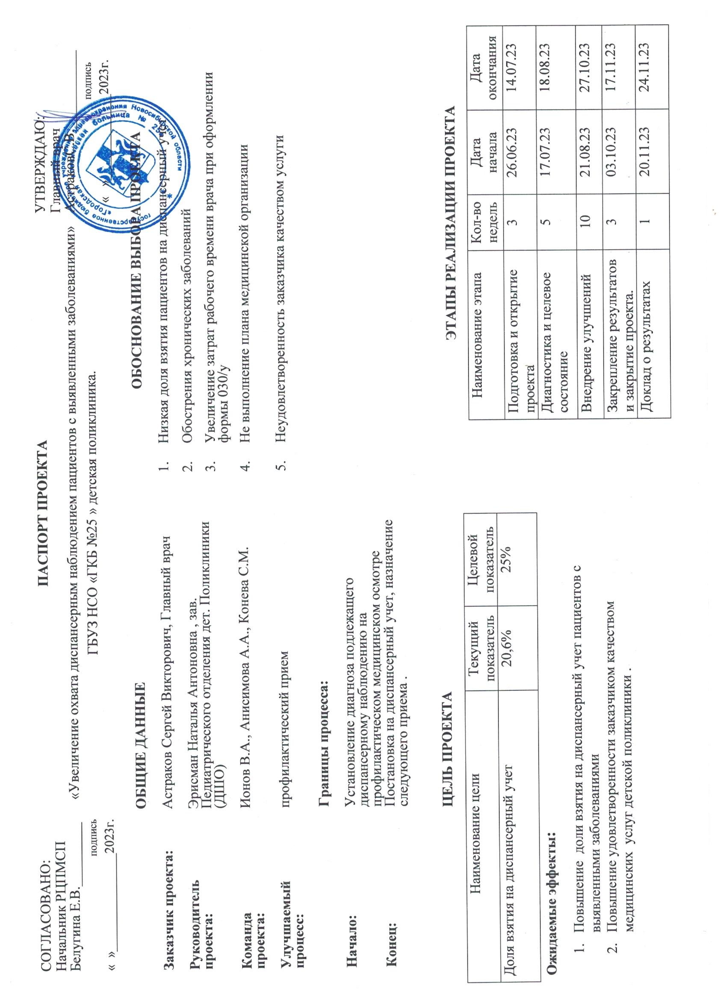 СОГЛАСОВАНО:
Начальник РЦПМСП
Белугина Е.В.
подпись
« » 2023г.
ПАСПОРТ ПРОЕКТА
«Увеличение охвата диспансерным наблюдением пациентов с выявленными заболеваниями»
ГБУЗ НСО «ГКБ №25 » детская поликлиника.
УТВЕРЖДАЮ:
Главный врач
Астраков С.В.
подпись
« » 2023г.
государственное бюджетное учреждение здравоохранения Новосибирской области
«Городская клиническая больница № 25»
ОБЩИЕ ДАННЫЕ
Заказчик проекта: Астраков Сергей Викторович, Главный врач
Руководитель Эрисман Наталья Антоновна , зав.
проекта: Педиатрического отделения дет. Поликлиники
(ДШО)
Команда Ионов В.А., Анисимова А.А., Конева С.М.
проекта:
Улучшаемый профилактический прием
процесс:
Границы процесса:
Начало: Установление диагноза подлежащего
диспансерному наблюдению на
профилактическом медицинском осмотре
Конец: Постановка на диспансерный учет, назначение
следующего приема .
ОБОСНОВАНИЕ ВЫБОРА ПРОЕКТА
1. Низкая доля взятия пациентов на диспансерный учет
2. Обострения хронических заболеваний
3. Увеличение затрат рабочего времени врача при оформлении
формы 030/у
4. Не выполнение плана медицинской организации
5. Неудовлетворенность заказчика качеством услуги
ЦЕЛЬ ПРОЕКТА
Наименование цели Текущий показатель Целевой показатель
Доля взятия на диспансерный учет 20,6% 25%
Ожидаемые эффекты:
1. Повышение доли взятия на диспансерный учет пациентов с
выявленными заболеваниями
2. Повышение удовлетворенности заказчиком качеством
медицинских услуг детской поликлиники .
ЭТАПЫ РЕАЛИЗАЦИИ ПРОЕКТА
Наименование этапа Кол-во недель Дата начала Дата окончания
Подготовка и открытие 3 26.06.23 14.07.23
проекта
Диагностика и целевое 5 17.07.23 18.08.23
состояние
Внедрение улучшений 10 21.08.23 27.10.23
Закрепление результатов 3 03.10.23 17.11.23
и закрытие проекта.
Доклад о результатах 1 20.11.23 24.11.23